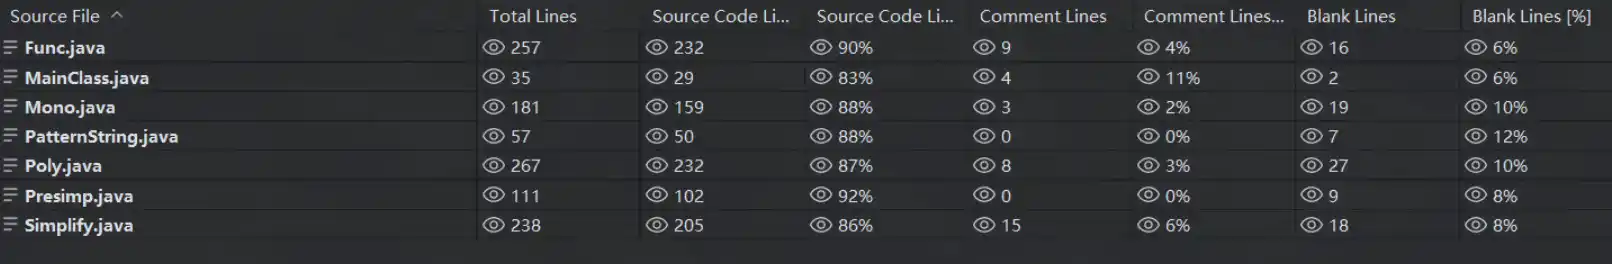 Source File Total Lines Source Code Li... Source Code Li... Comment Lines Comment Lines... Blank Lines Blank Lines [%]
Func.java 257 232 90% 9 4% 16 6%
MainClass.java 35 29 83% 4 11% 2 6%
Mono.java 181 159 88% 3 2% 19 10%
PatternString.java 57 50 88% 0 0% 7 12%
Poly.java 267 232 87% 8 3% 27 10%
Presimp.java 111 102 92% 0 0% 9 8%
Simplify.java 238 205 86% 15 6% 18 8%